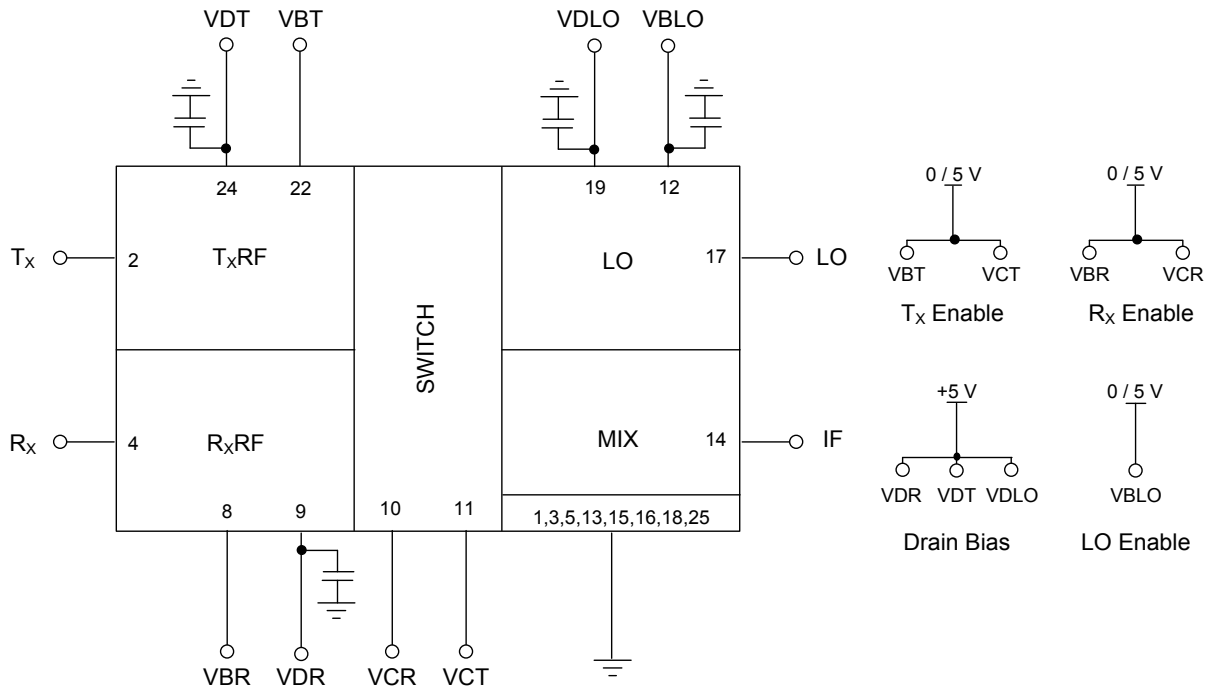 VDT VBT VDLO VBLO
24 22 19 12
0 / 5 V 0 / 5 V
TX 2 TXRF LO 17 LO
VBT VCT VBR VCR
TX Enable RX Enable
SWITCH
+5 V 0 / 5 V
RX 4 RXRF MIX 14 IF
VDR VDT VDLO VBLO
8 9 10 11 1,3,5,13,15,16,18,25
Drain Bias LO Enable
VBR VDR VCR VCT